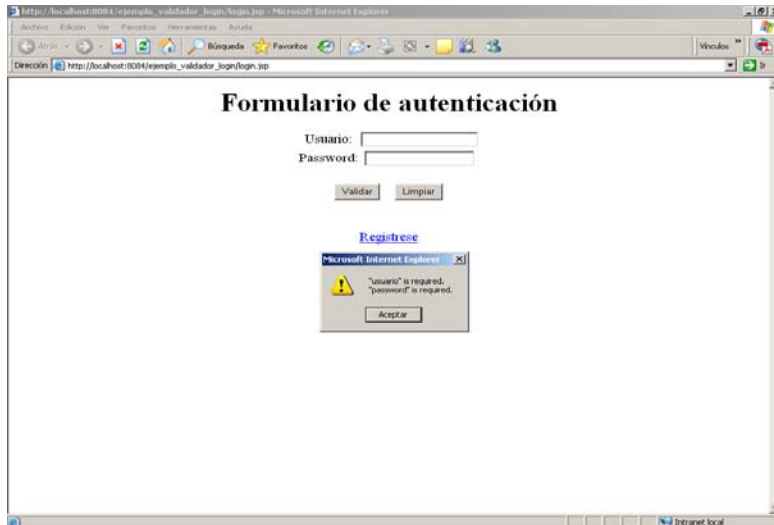 http://localhost:8084/ejemplo_validador_login/login.jsp - Microsoft Internet Explorer
Archivo Edición Ver Favoritos Herramientas Ayuda
Atrás Búsqueda Favoritos Vínculos
Dirección http://localhost:8084/ejemplo_validador_login/login.jsp Ir
Formulario de autenticación
Usuario:
Password:
Validar Limpiar
Registrese
Microsoft Internet Explorer
"usuario" is required.
"password" is required.
Aceptar
Intranet local